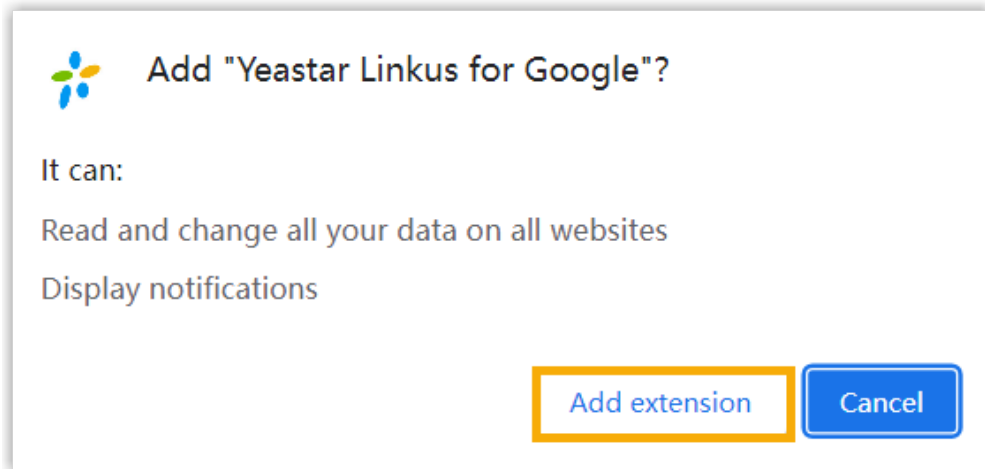 Add "Yeastar Linkus for Google"?
It can:
Read and change all your data on all websites
Display notifications
Add extension
Cancel